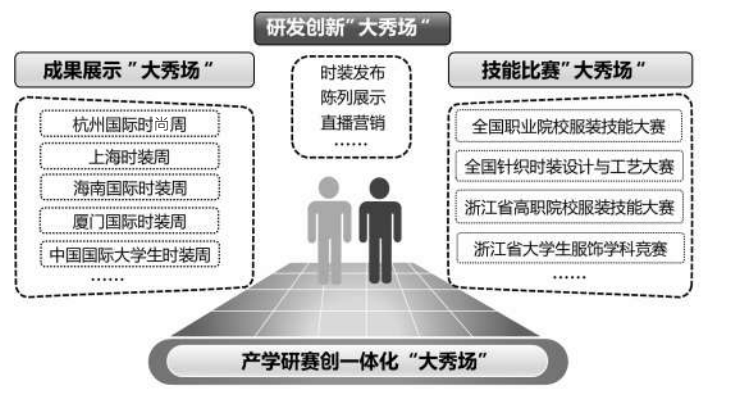 研发创新”大秀场“
成果展示 ”大秀场“
杭州国际时尚周
上海时装周
海南国际时装周
厦门国际时装周
中国国际大学生时装周
……
时装发布
陈列展示
直播营销
……
技能比赛”大秀场“
全国职业院校服装技能大赛
全国针织时装设计与工艺大赛
浙江省高职院校服装技能大赛
浙江省大学生服饰学科竞赛
……
产学研赛创一体化“大秀场”